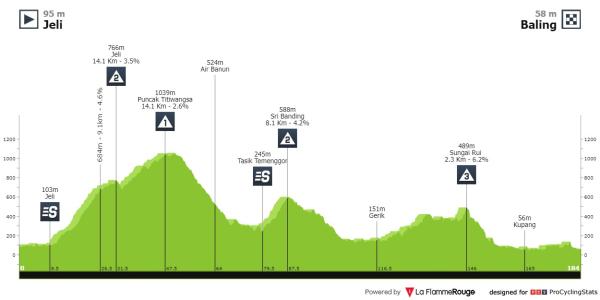 95 m
Jeli
58 m
Baling
766m
Jeli
14.1 Km - 3.5%
2
684m - 9.1km - 4.6%
1039m
Puncak Titiwangsa
14.1 Km - 2.6%
1
524m
Air Banun
588m
Sri Banding
8.1 Km - 4.2%
2
245m
Tasik Temenggor
S
103m
Jeli
S
489m
Sungai Rui
2.3 Km - 6.2%
3
151m
Gerik
56m
Kupang
1200
1000
800
600
400
200
0
1200
1000
800
600
400
200
0
0
9.5
26.5
31.5
47.5
64
79.5
87.5
116.5
146
165
184
Powered by La FlammeRouge designed for PCS ProCyclingStats